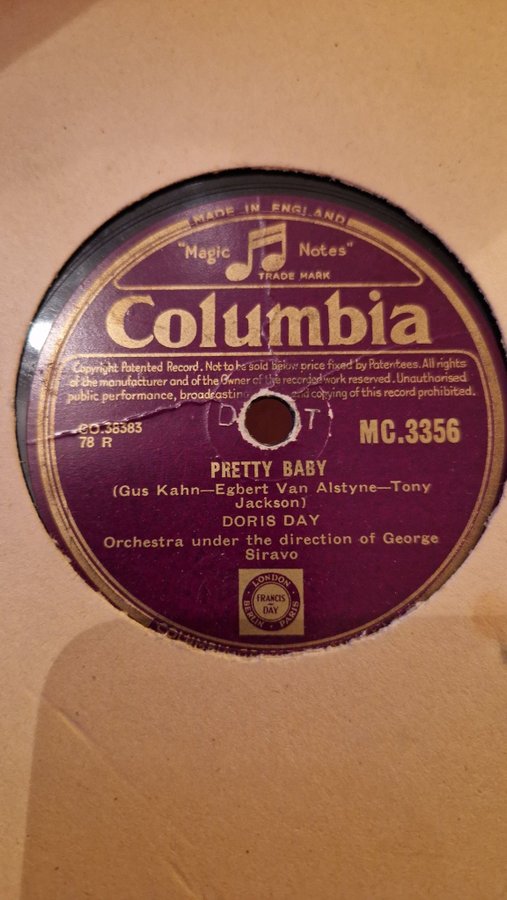 MADE IN ENGLAND
"Magic Notes"
TRADE MARK
Columbia
Copyright Patented Record. Not to be sold below price fixed by Patentees. All rights
of the manufacturer and of the Owner of the recorded work reserved. Unauthorised
public performance, broadcasting and copying of this record prohibited.
CO.38383
78 R
MC.3356
PRETTY BABY
(Gus Kahn—Egbert Van Alstyne—Tony
Jackson)
DORIS DAY
Orchestra under the direction of George
Siravo
LONDON
FRANCIS
DAY
BERLIN
PARIS